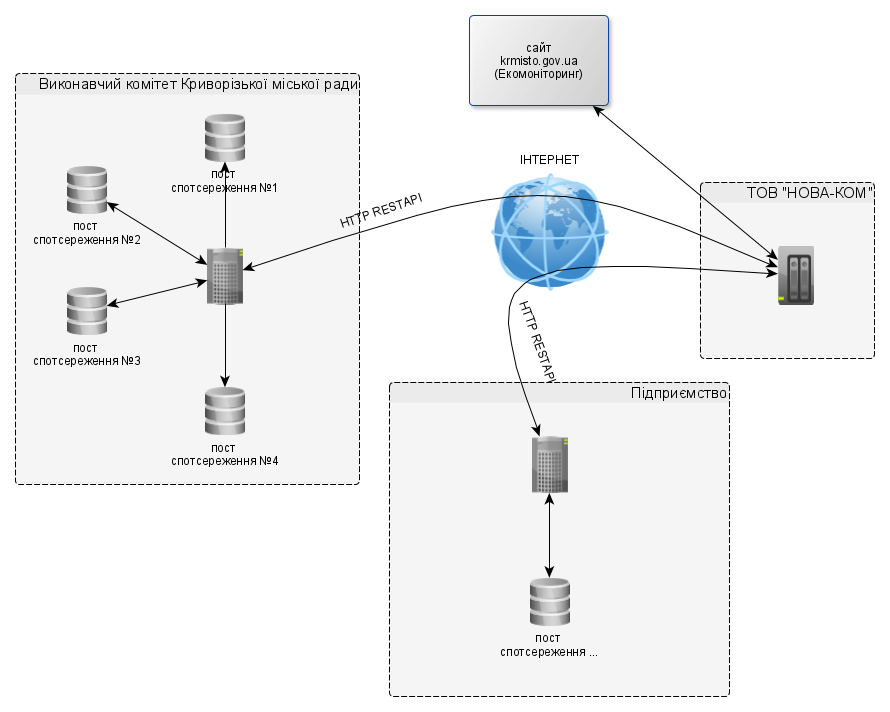 сайт
krmisto.gov.ua
(Екомоніторинг)
Виконавчий комітет Криворізької міської ради
пост
спотсереження №1
пост
спотсереження №2
пост
спотсереження №3
пост
спотсереження №4
HTTP RESTAPI
ІНТЕРНЕТ
ТОВ "НОВА-КОМ"
HTTP RESTAPI
Підприємство
пост
спотсереження ...